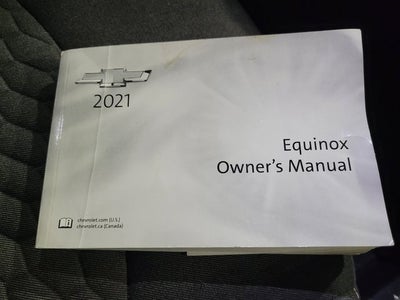 2021
Equinox
Owner's Manual
chevrolet.com (U.S.)
chevrolet.ca (Canada)